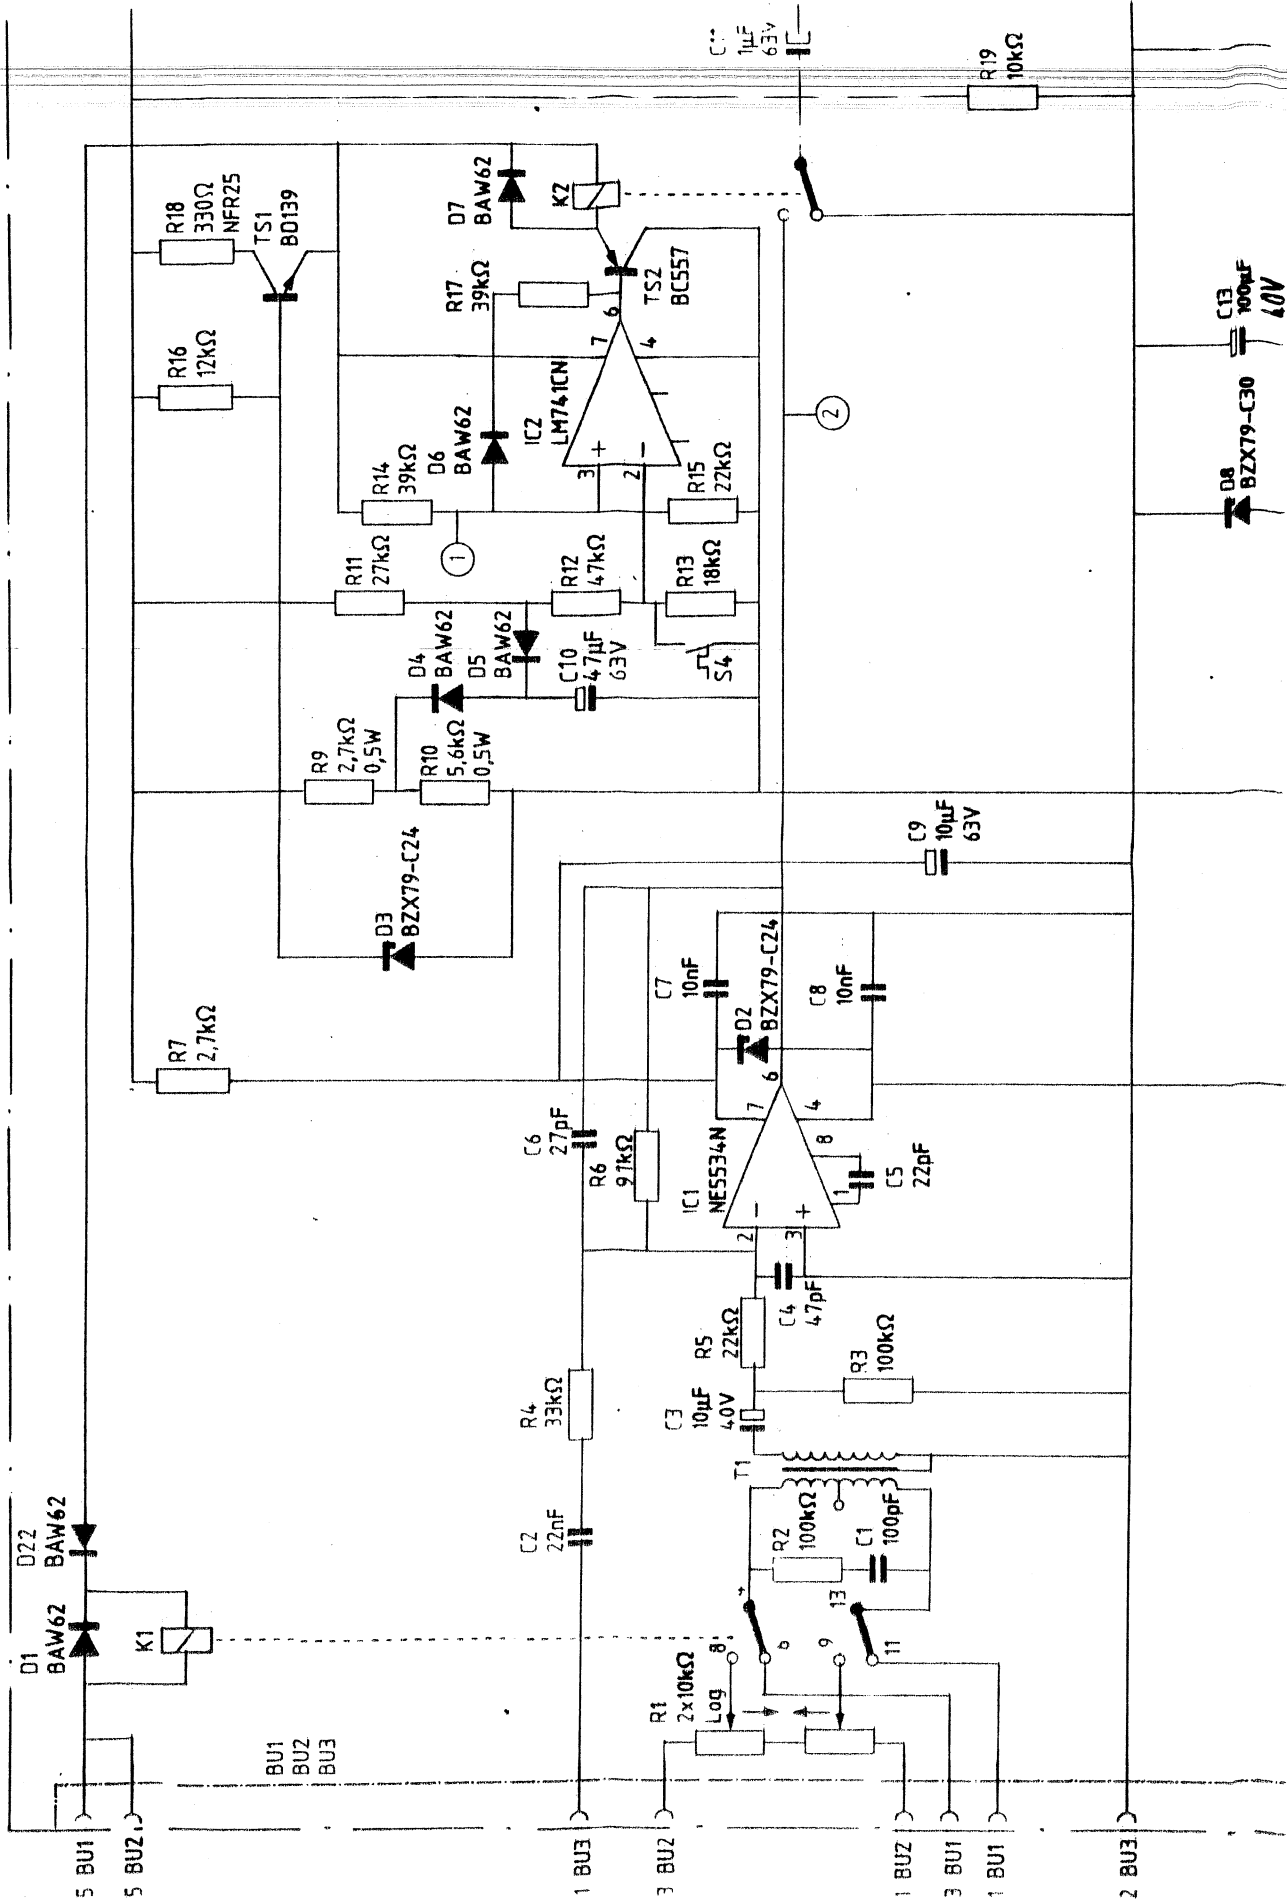 5 BU1
5 BU2
1 BU3
3 BU2
1 BU2
3 BU1
1 BU1
2 BU3
BU1
BU2
BU3
D1
BAW62
K1
D22
BAW62
R1
2x10kΩ
Log
8
9
11
4
13
C2
22nF
R4
33kΩ
R2
100kΩ
C1
100pF
T1
C3
10µF
40V
R3
100kΩ
R5
22kΩ
C4
47pF
C6
27pF
R6
91kΩ
IC1
NE5534N
2
3
-
+
7
6
4
8
1
C5
22pF
R7
2,7kΩ
C7
10nF
D2
BZX79-C24
C8
10nF
C9
10µF
63V
D3
BZX79-C24
R9
2,7kΩ
0,5W
R10
5,6kΩ
0,5W
D4
BAW62
D5
BAW62
C10
47µF
63V
S4
R11
27kΩ
R12
47kΩ
R13
18kΩ
1
R14
39kΩ
D6
BAW62
R15
22kΩ
IC2
LM741CN
3
2
+
-
7
6
4
R16
12kΩ
R17
39kΩ
R18
330Ω
NFR25
TS1
BD139
D7
BAW62
K2
TS2
BC557
2
1µF
63V
R19
10kΩ
D8
BZX79-C30
C13
100µF
40V